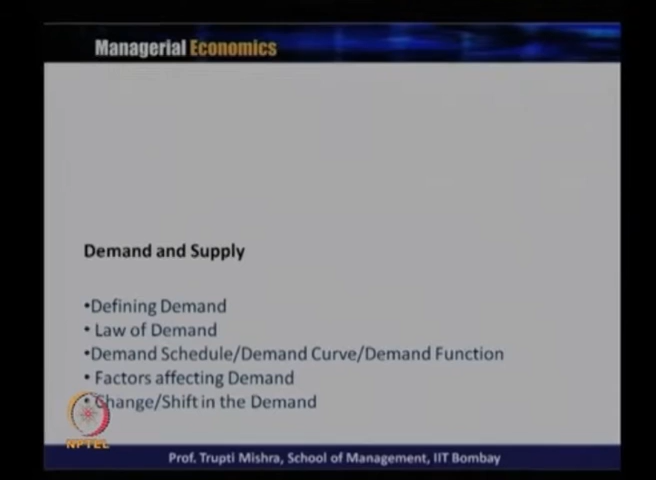 Managerial Economics
Demand and Supply
•Defining Demand
• Law of Demand
•Demand Schedule/Demand Curve/Demand Function
• Factors affecting Demand
• Change/Shift in the Demand
NPTEL
Prof. Trupti Mishra, School of Management, IIT Bombay